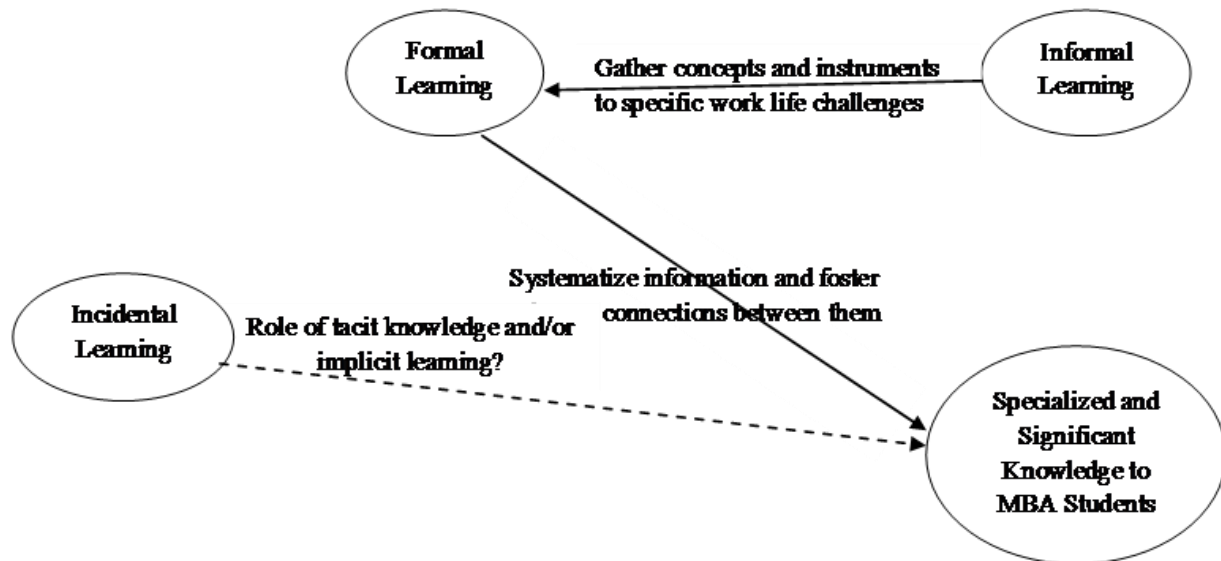 Formal
Learning
Gather concepts and instruments
to specific work life challenges
Informal
Learning
Systematize information and foster
connections between them
Incidental
Learning
Role of tacit knowledge and/or
implicit learning?
Specialized and
Significant
Knowledge to
MBA Students